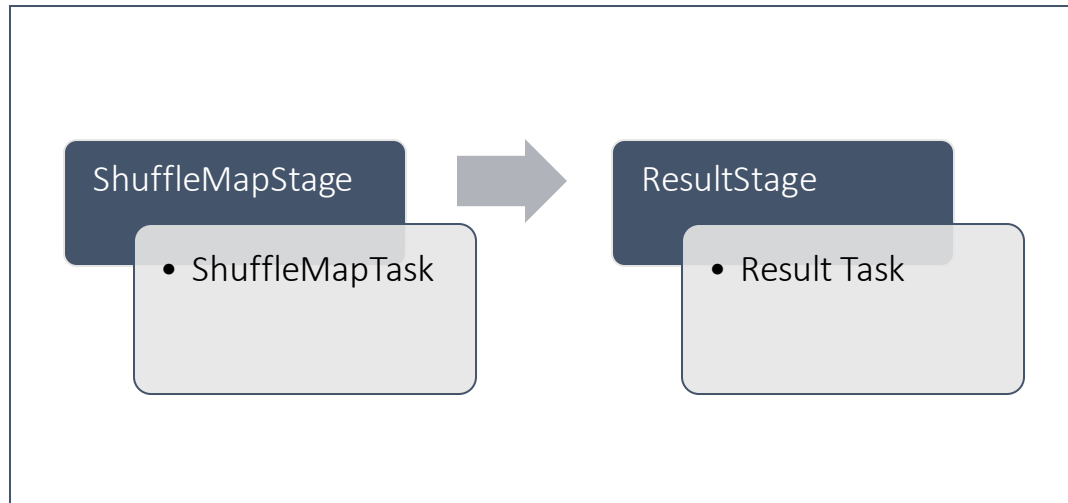 ShuffleMapStage
• ShuffleMapTask
ResultStage
• Result Task